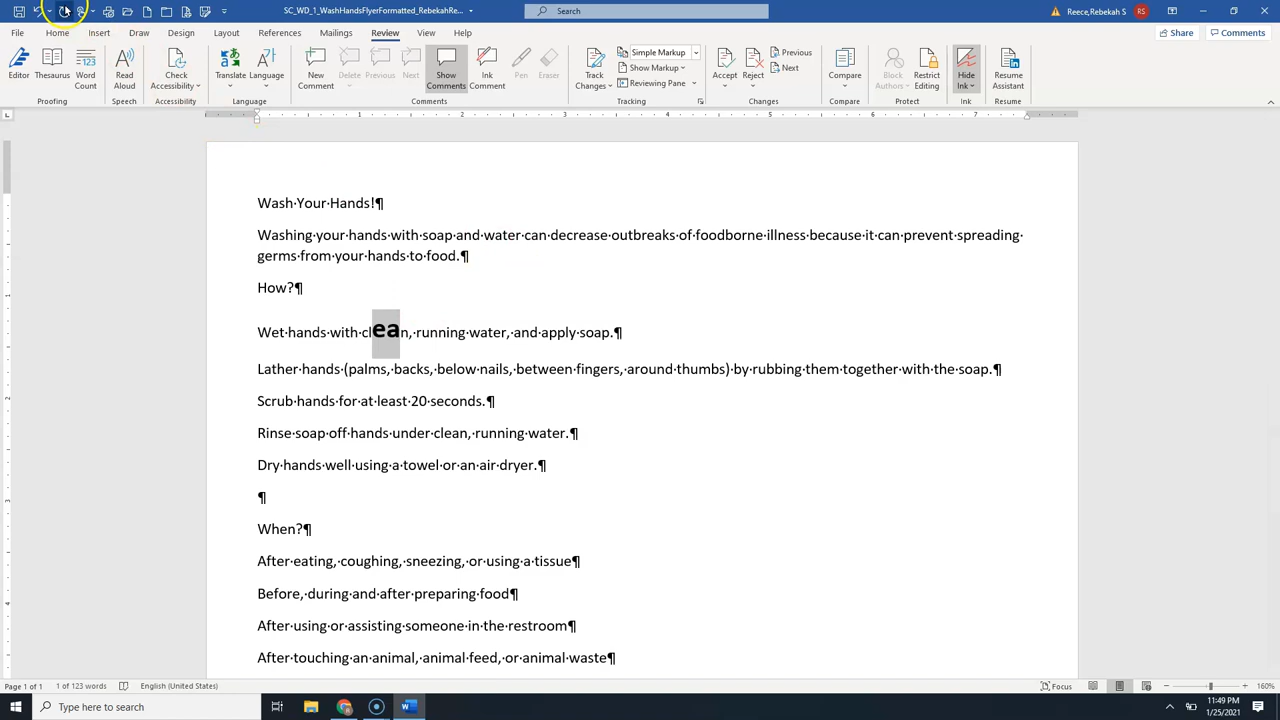 SC_WD_1_WashHandsFlyerFormatted_RebekahRe...
Search
Reece,Rebekah S
RS
File Home Insert Draw Design Layout References Mailings Review View Help
Share Comments
Editor Thesaurus Word Count Read Aloud Check Accessibility Translate Language New Comment Delete Previous Next Show Comments Ink Comment Pen Eraser Track Changes Simple Markup Show Markup Reviewing Pane Accept Reject Previous Next Compare Block Authors Restrict Editing Hide Ink Resume Assistant
Proofing Speech Accessibility Language Comments Tracking Changes Compare Protect Ink Resume
1 2 3 4 5 6 7
Wash·Your·Hands!¶
Washing·your·hands·with·soap·and·water·can·decrease·outbreaks·of·foodborne·illness·because·it·can·prevent·spreading·
germs·from·your·hands·to·food.¶
How?¶
Wet·hands·with·clean,·running·water,·and·apply·soap.¶
Lather·hands·(palms,·backs,·below·nails,·between·fingers,·around·thumbs)·by·rubbing·them·together·with·the·soap.¶
Scrub·hands·for·at·least·20·seconds.¶
Rinse·soap·off·hands·under·clean,·running·water.¶
Dry·hands·well·using·a·towel·or·an·air·dryer.¶
¶
When?¶
After·eating,·coughing,·sneezing,·or·using·a·tissue¶
Before,·during·and·after·preparing·food¶
After·using·or·assisting·someone·in·the·restroom¶
After·touching·an·animal,·animal·feed,·or·animal·waste¶
Page 1 of 1 1 of 123 words English (United States) Focus 160%
Type here to search
11:49 PM
1/25/2021